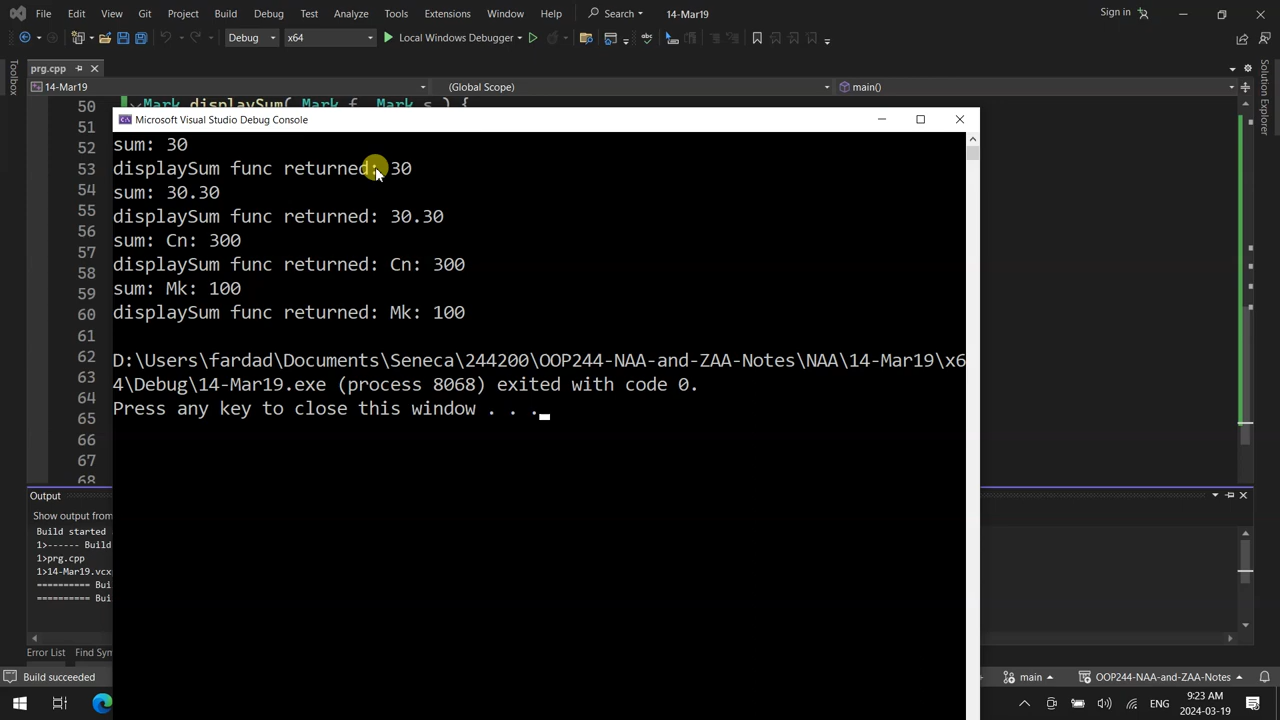 File Edit View Git Project Build Debug Test Analyze Tools Extensions Window Help Search 14-Mar19 Sign in
Debug x64 Local Windows Debugger
prg.cpp
14-Mar19 (Global Scope) main()
Toolbox
Solution Explorer
50 Mark displaySum( Mark f, Mark s ) {
51
52
53
54
55
56
57
58
59
60
61
62
63
64
65
66
67
68
Microsoft Visual Studio Debug Console
sum: 30
displaySum func returned: 30
sum: 30.30
displaySum func returned: 30.30
sum: Cn: 300
displaySum func returned: Cn: 300
sum: Mk: 100
displaySum func returned: Mk: 100
D:\Users\fardad\Documents\Seneca\244200\OOP244-NAA-and-ZAA-Notes\NAA\14-Mar19\x6
4\Debug\14-Mar19.exe (process 8068) exited with code 0.
Press any key to close this window . . .
Output
Show output from
Build started
1>------ Build
1>prg.cpp
1>14-Mar19.vcx
========== Bui
========== Bui
Error List Find Sym
Build succeeded main OOP244-NAA-and-ZAA-Notes
ENG 9:23 AM
2024-03-19